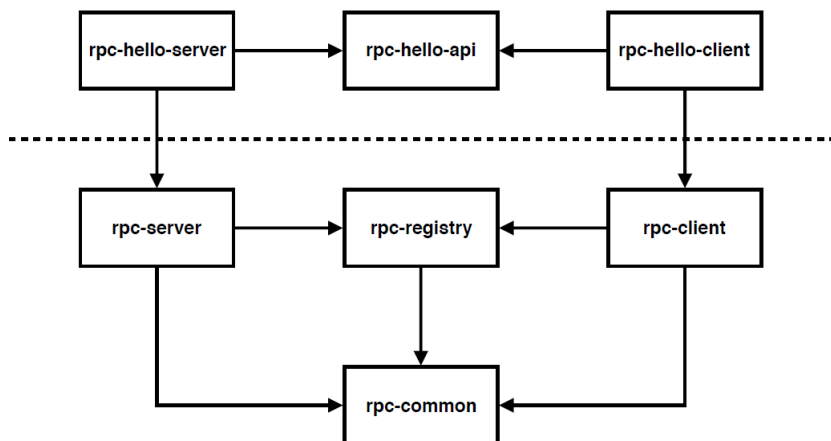 rpc-hello-server
rpc-hello-api
rpc-hello-client
rpc-server
rpc-registry
rpc-client
rpc-common